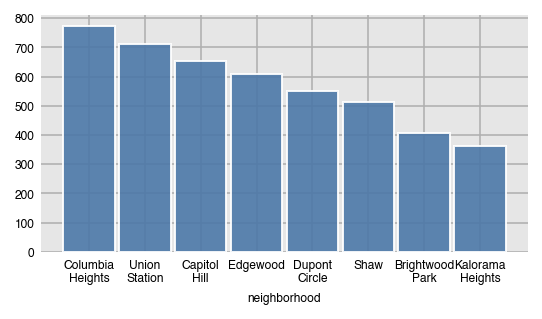 800
700
600
500
400
300
200
100
0
Columbia Heights
Union Station
Capitol Hill
Edgewood
Dupont Circle
Shaw
Brightwood Park
Kalorama Heights
neighborhood